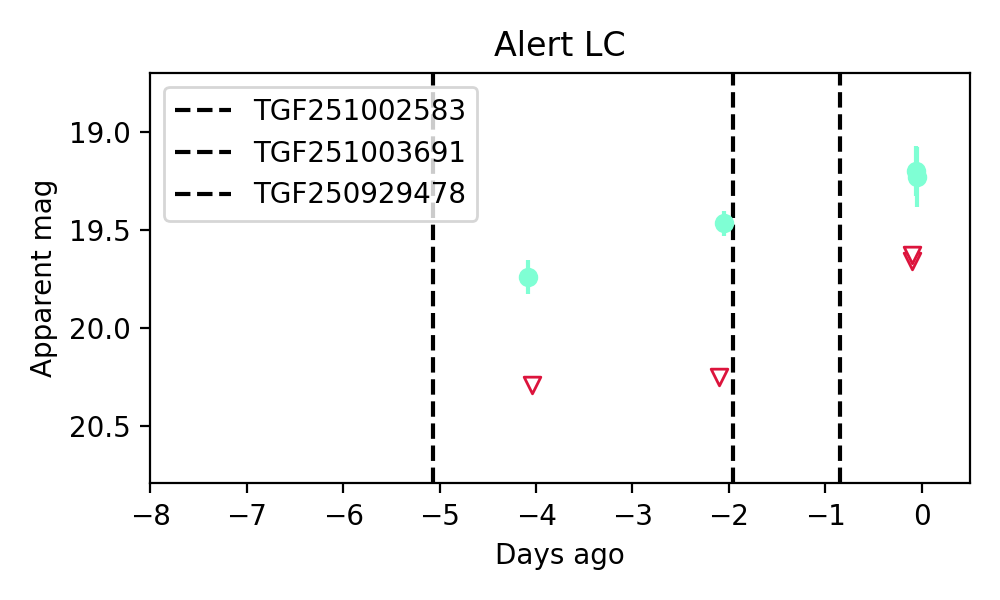 Alert LC
TGF251002583
TGF251003691
TGF250929478
Apparent mag
19.0
19.5
20.0
20.5
−8 −7 −6 −5 −4 −3 −2 −1 0
Days ago